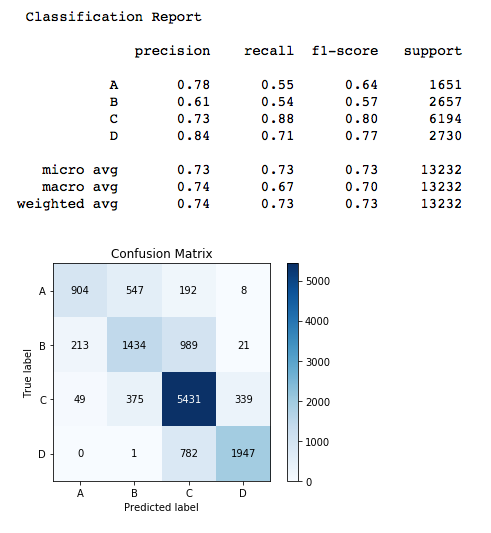 Classification Report
precision recall f1-score support
A 0.78 0.55 0.64 1651
B 0.61 0.54 0.57 2657
C 0.73 0.88 0.80 6194
D 0.84 0.71 0.77 2730
micro avg 0.73 0.73 0.73 13232
macro avg 0.74 0.67 0.70 13232
weighted avg 0.74 0.73 0.73 13232
Confusion Matrix
A 904 547 192 8
B 213 1434 989 21
C 49 375 5431 339
D 0 1 782 1947
A B C D
True label
Predicted label
5000
4000
3000
2000
1000
0